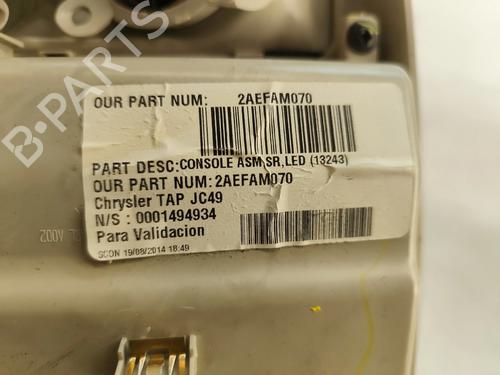 B-PARTS
OUR PART NUM: 2AEFAM070
PART DESC:CONSOLE ASM,SR,LED (13243)
OUR PART NUM:2AEFAM070
Chrysler TAP JC49
N/S : 0001494934
Para Validacion
SCON 19/08/2014 18:49